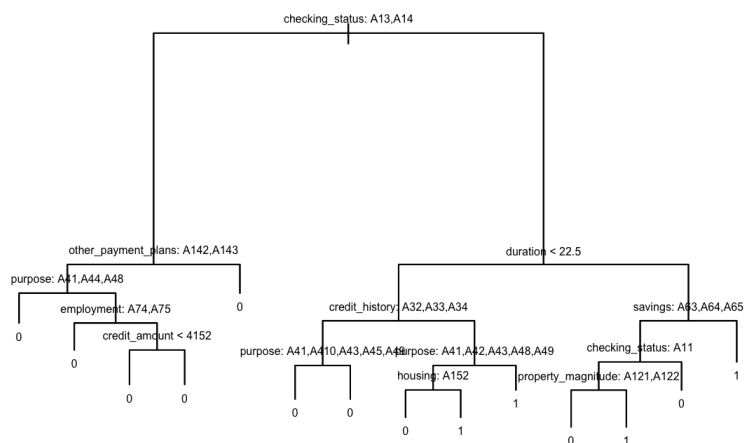 checking_status: A13,A14
other_payment_plans: A142,A143
duration < 22.5
purpose: A41,A44,A48
0
credit_history: A32,A33,A34
savings: A63,A64,A65
employment: A74,A75
0
credit_amount < 4152
0
purpose: A41,A410,A43,A45,A49
purpose: A41,A42,A43,A48,A49
checking_status: A11
1
housing: A152
property_magnitude: A121,A122
0
0
0
0
1
0
0
0
1
0
1